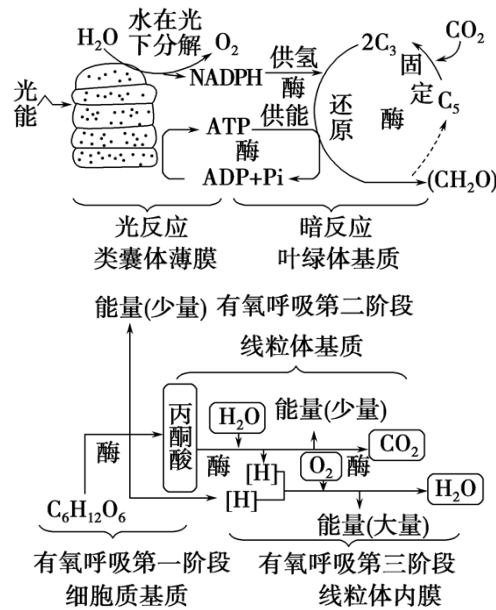 水在光
H₂O 下分解 O₂
2C₃ CO₂
NADPH 供氢
酶
固
定
C₅
光
能
还
原
酶
ATP 供能
酶
ADP+Pi
(CH₂O)
光反应 暗反应
类囊体薄膜 叶绿体基质
能量(少量) 有氧呼吸第二阶段
线粒体基质
丙
酮
酸
H₂O 能量(少量)
酶 酶 CO₂
酶 [H] O₂
[H] H₂O
C₆H₁₂O₆
能量(大量)
有氧呼吸第一阶段 有氧呼吸第三阶段
细胞质基质 线粒体内膜